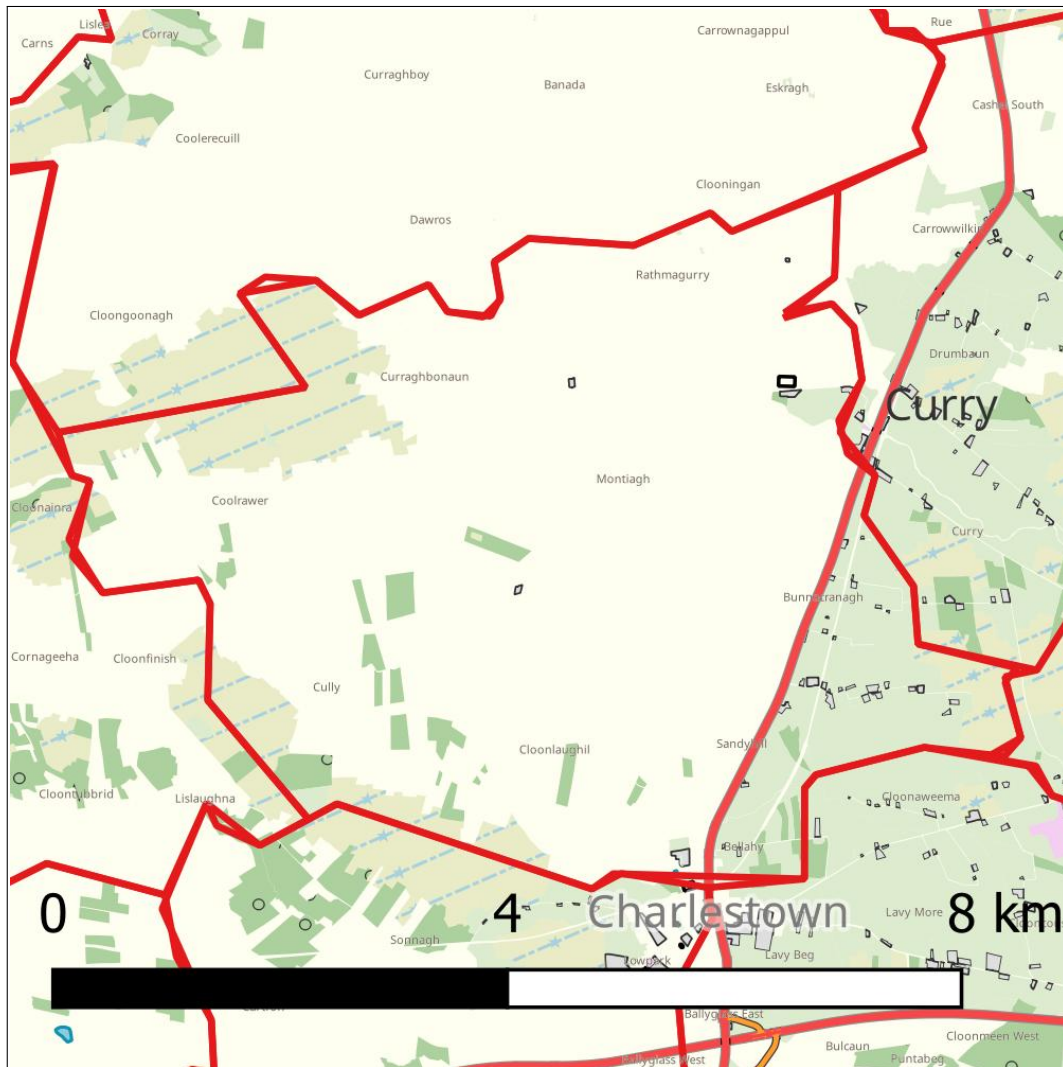 Lislea
Rue
Corray
Carrownagappul
Carns
Curraghboy
Banada
Eskragh
Cashel South
Coolerecuill
Clooningan
Dawros
Carrowwilkin
Rathmagurry
Cloongoonagh
Drumbaun
Curraghbonaun
Curry
Montiagh
Coolrawer
Cloonainra
Curry
Bunnacranagh
Cornageeha
Cloonfinish
Cully
Sandyhill
Cloonlaughil
Cloontubbrid
Lislaughna
Cloonaweema
Bellahy
0
4
8 km
Charlestown
Lavy More
Sonnagh
Lowpark
Lavy Beg
Ballyglass East
Cloonmeen West
Bulcaun
Ballyglass West
Puntabeg